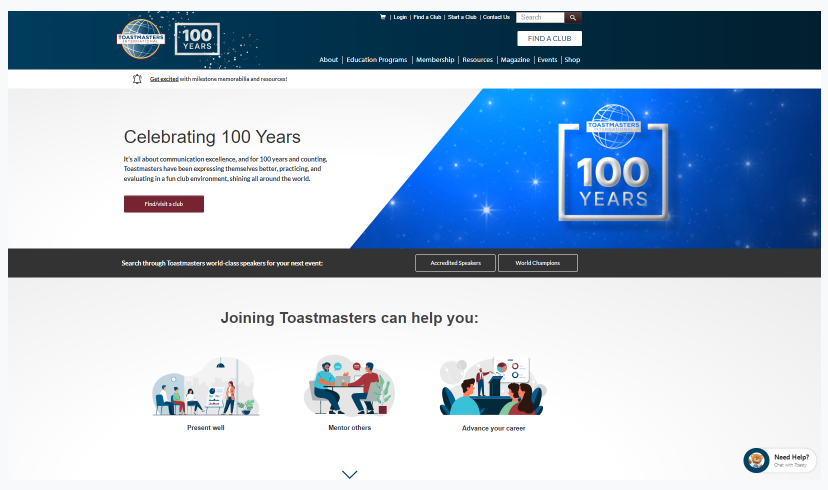 TOASTMASTERS
INTERNATIONAL
100
YEARS
| Login | Find a Club | Start a Club | Contact Us
Search
FIND A CLUB
About | Education Programs | Membership | Resources | Magazine | Events | Shop
Get excited with milestone memorabilia and resources!
Celebrating 100 Years
It's all about communication excellence, and for 100 years and counting,
Toastmasters have been expressing themselves better, practicing, and
evaluating in a fun club environment, shining all around the world.
Find/visit a club
TOASTMASTERS
INTERNATIONAL
100
YEARS
Search through Toastmasters world-class speakers for your next event:
Accredited Speakers
World Champions
Joining Toastmasters can help you:
Present well
Mentor others
Advance your career
Need Help?
Chat with Toasty